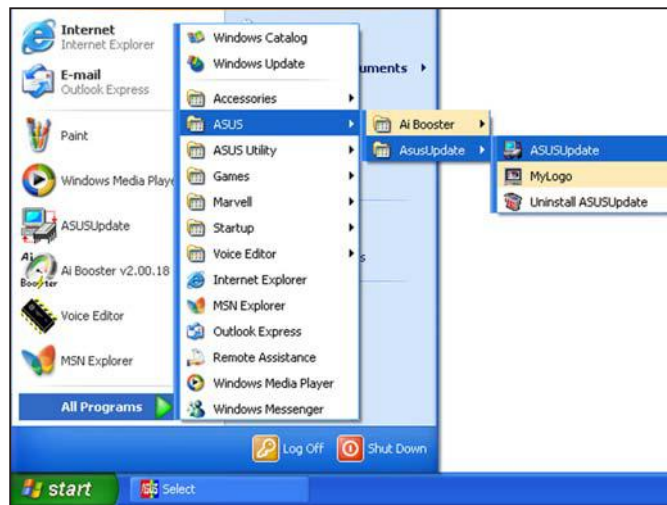 Internet
Internet Explorer
E-mail
Outlook Express
Paint
Windows Media Playe
ASUSUpdate
Ai Booster v2.00.18
Voice Editor
MSN Explorer
All Programs
Windows Catalog
Windows Update
Accessories
ASUS
ASUS Utility
Games
Marvell
Startup
Voice Editor
Internet Explorer
MSN Explorer
Outlook Express
Remote Assistance
Windows Media Player
Windows Messenger
uments
s
Ai Booster
AsusUpdate
ASUSUpdate
MyLogo
Uninstall ASUSUpdate
Log Off
Shut Down
start
Select